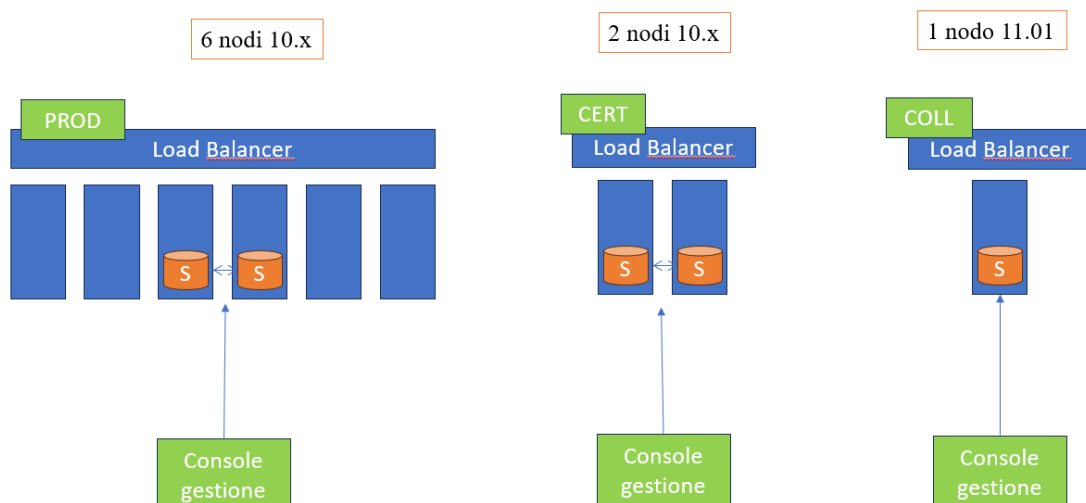 6 nodi 10.x
2 nodi 10.x
1 nodo 11.01
PROD
CERT
COLL
Load Balancer
Load Balancer
Load Balancer
S
S
S
S
S
Console
gestione
Console
gestione
Console
gestione